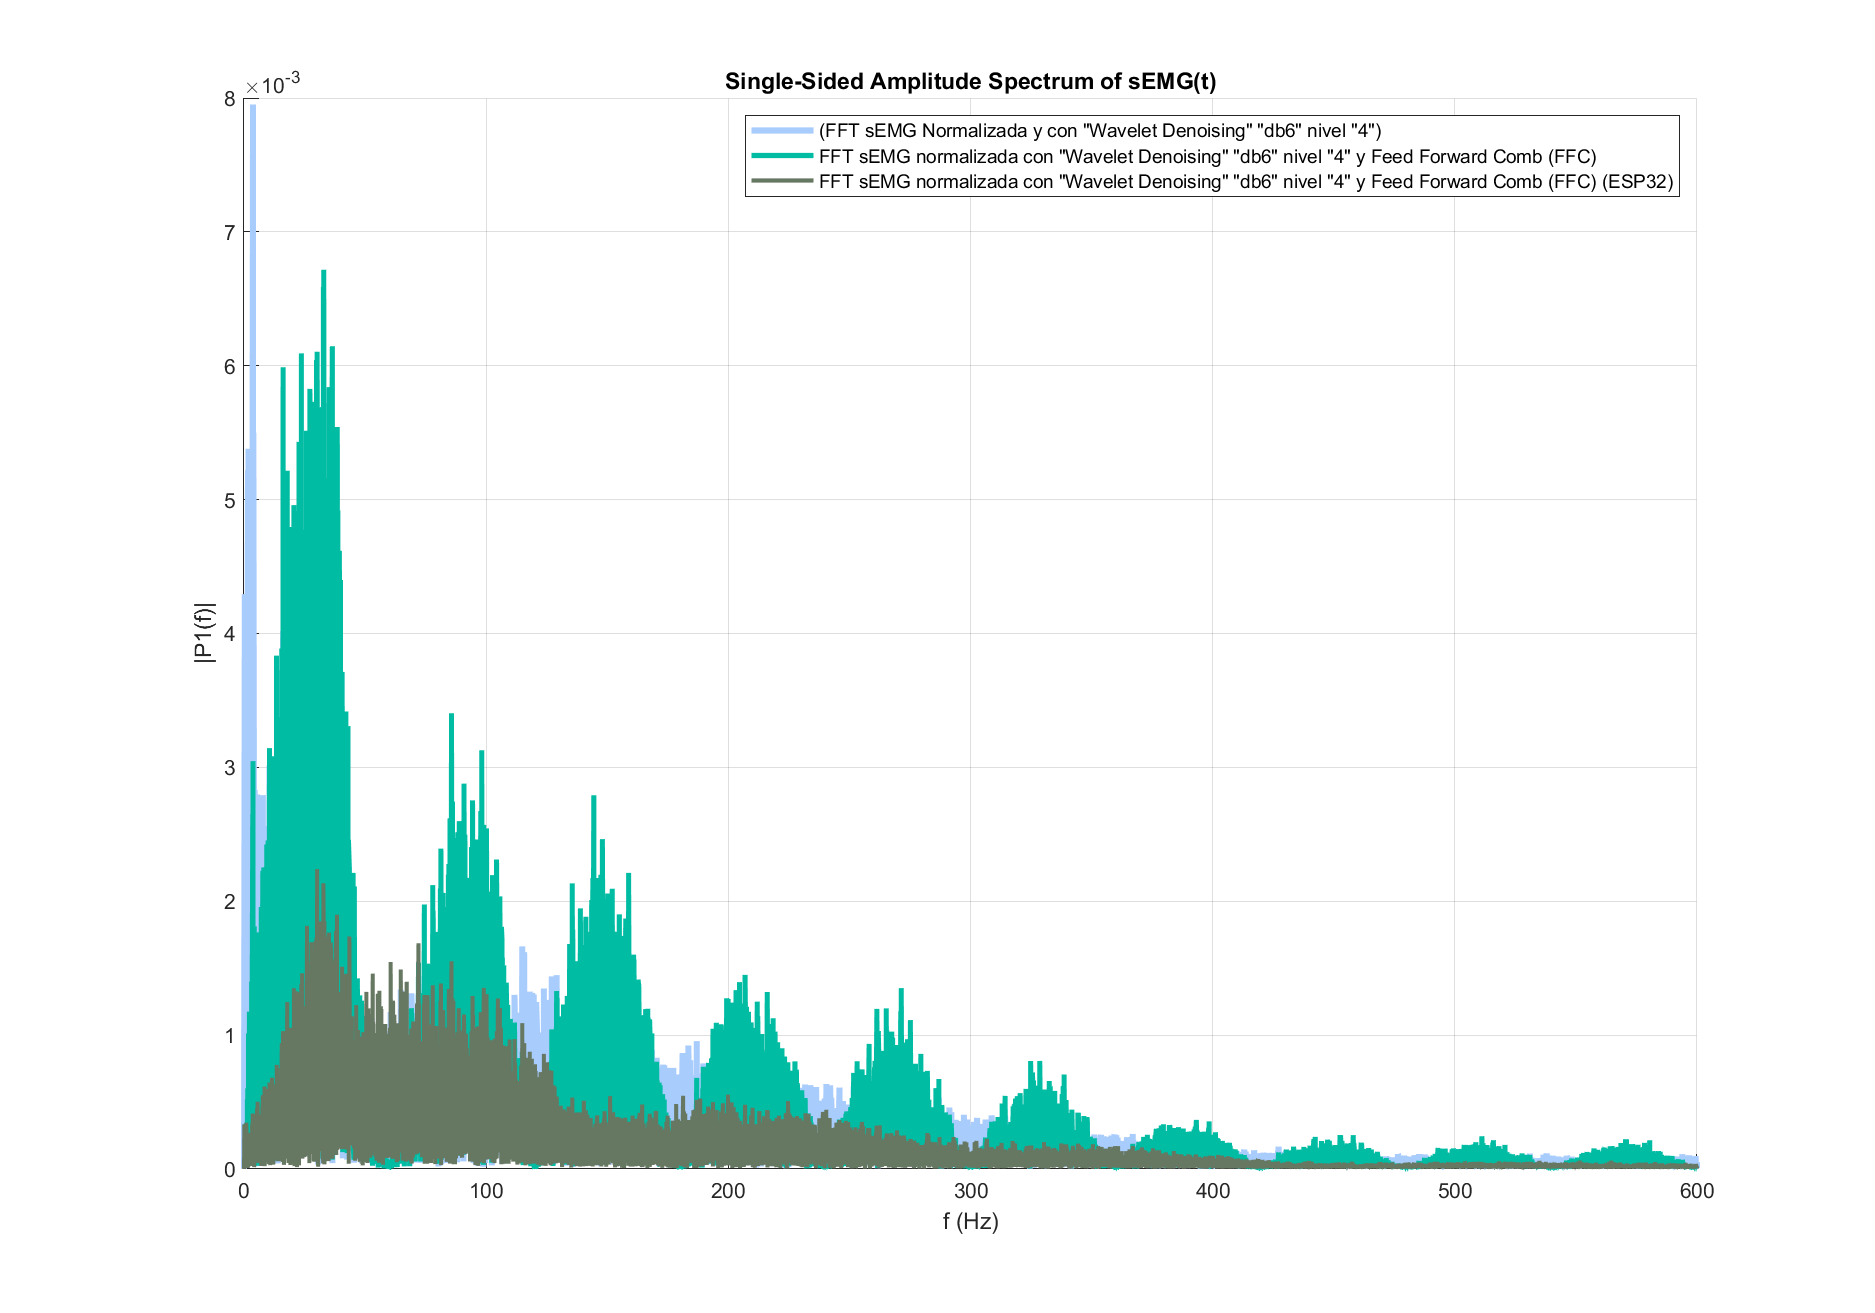 Single-Sided Amplitude Spectrum of sEMG(t)
×10-3
(FFT sEMG Normalizada y con "Wavelet Denoising" "db6" nivel "4")
FFT sEMG normalizada con "Wavelet Denoising" "db6" nivel "4" y Feed Forward Comb (FFC)
FFT sEMG normalizada con "Wavelet Denoising" "db6" nivel "4" y Feed Forward Comb (FFC) (ESP32)
8
7
6
5
4
3
2
1
0
|P1(f)|
0 100 200 300 400 500 600
f (Hz)